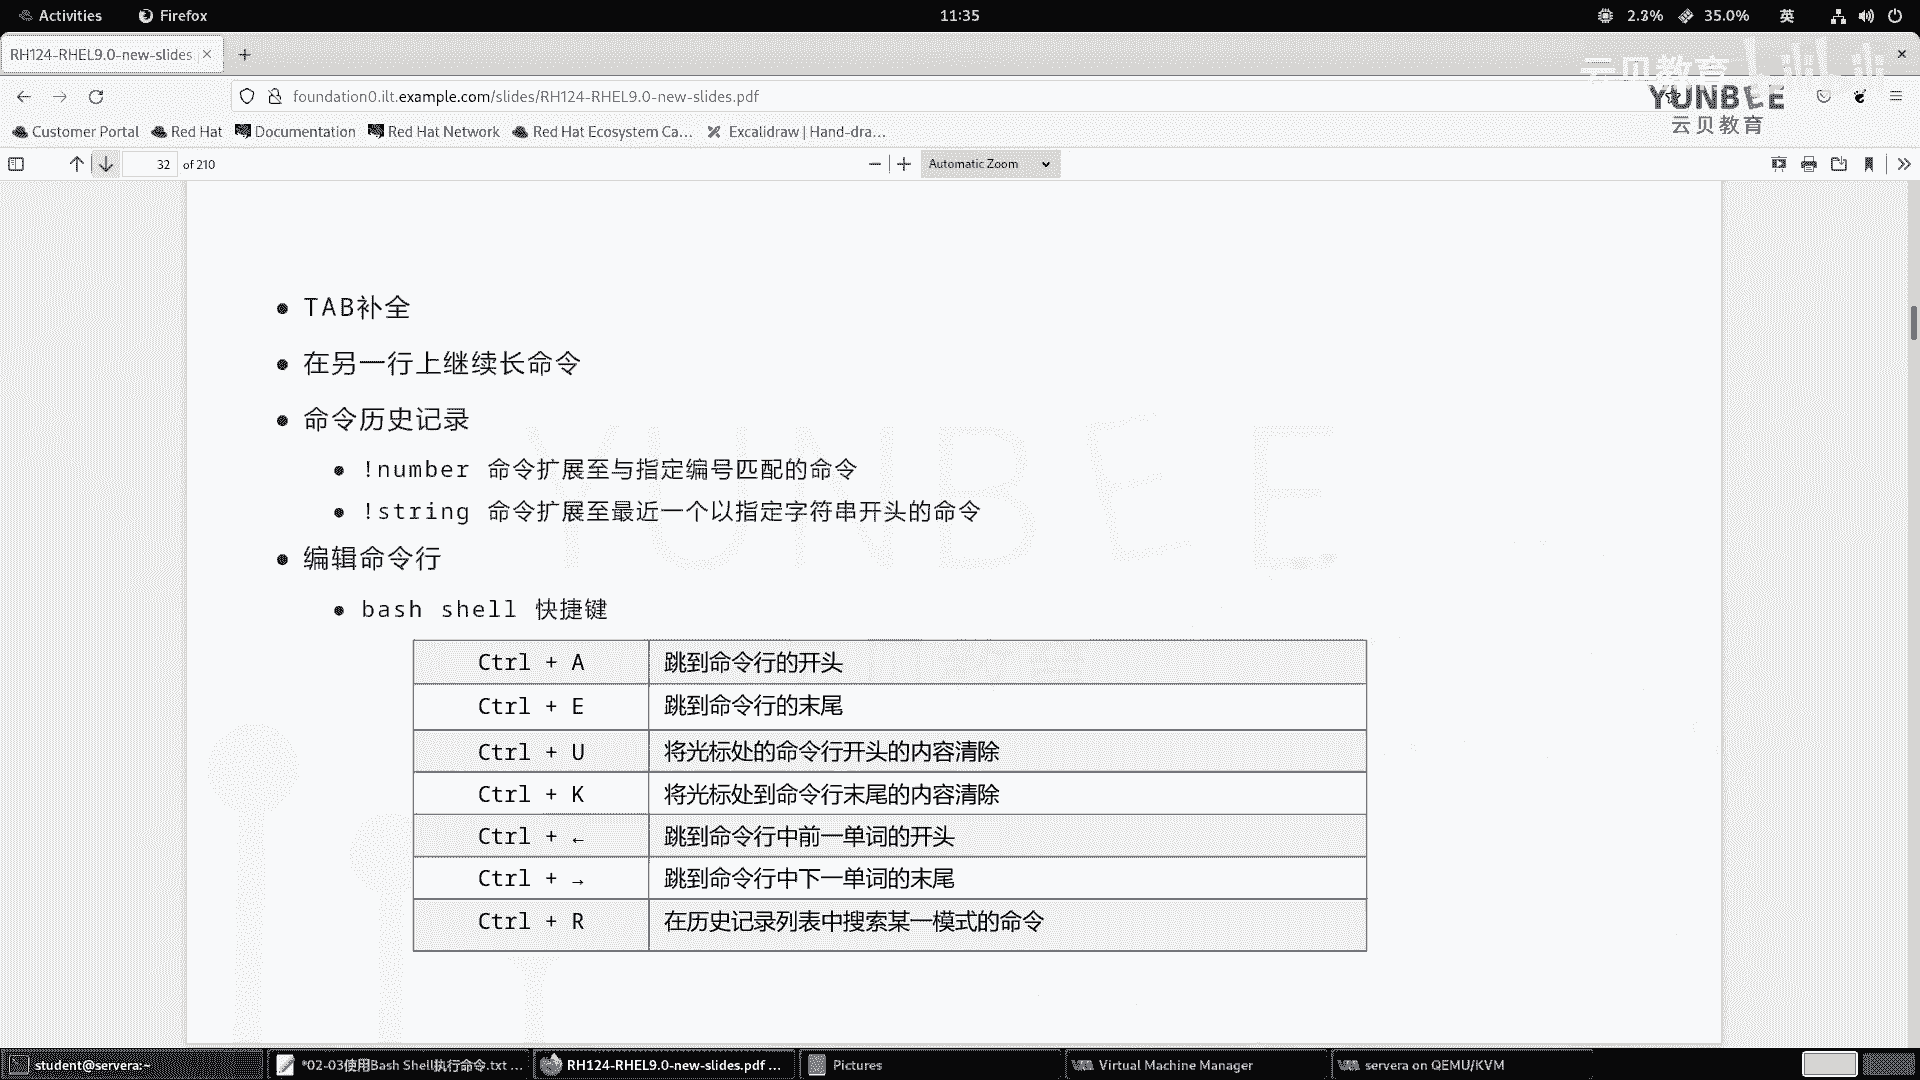 Activities Firefox 11:35 2.3% 35.0% 英
RH124-RHEL9.0-new-slides
云贝教育
foundation0.ilt.example.com/slides/RH124-RHEL9.0-new-slides.pdf
YUNBEE
云贝教育
Customer Portal Red Hat Documentation Red Hat Network Red Hat Ecosystem Ca... Excalidraw | Hand-dra...
32 of 210 Automatic Zoom
TAB补全
在另一行上继续长命令
命令历史记录
YUNBEE
!number 命令扩展至与指定编号匹配的命令
!string 命令扩展至最近一个以指定字符串开头的命令
编辑命令行
bash shell 快捷键
Ctrl + A 跳到命令行的开头
Ctrl + E 跳到命令行的末尾
Ctrl + U 将光标处的命令行开头的内容清除
Ctrl + K 将光标处到命令行末尾的内容清除
Ctrl + ← 跳到命令行中前一单词的开头
Ctrl + → 跳到命令行中下一单词的末尾
Ctrl + R 在历史记录列表中搜索某一模式的命令
student@servera:~ *02-03使用Bash Shell执行命令.txt ... RH124-RHEL9.0-new-slides.pdf ... Pictures Virtual Machine Manager servera on QEMU/KVM